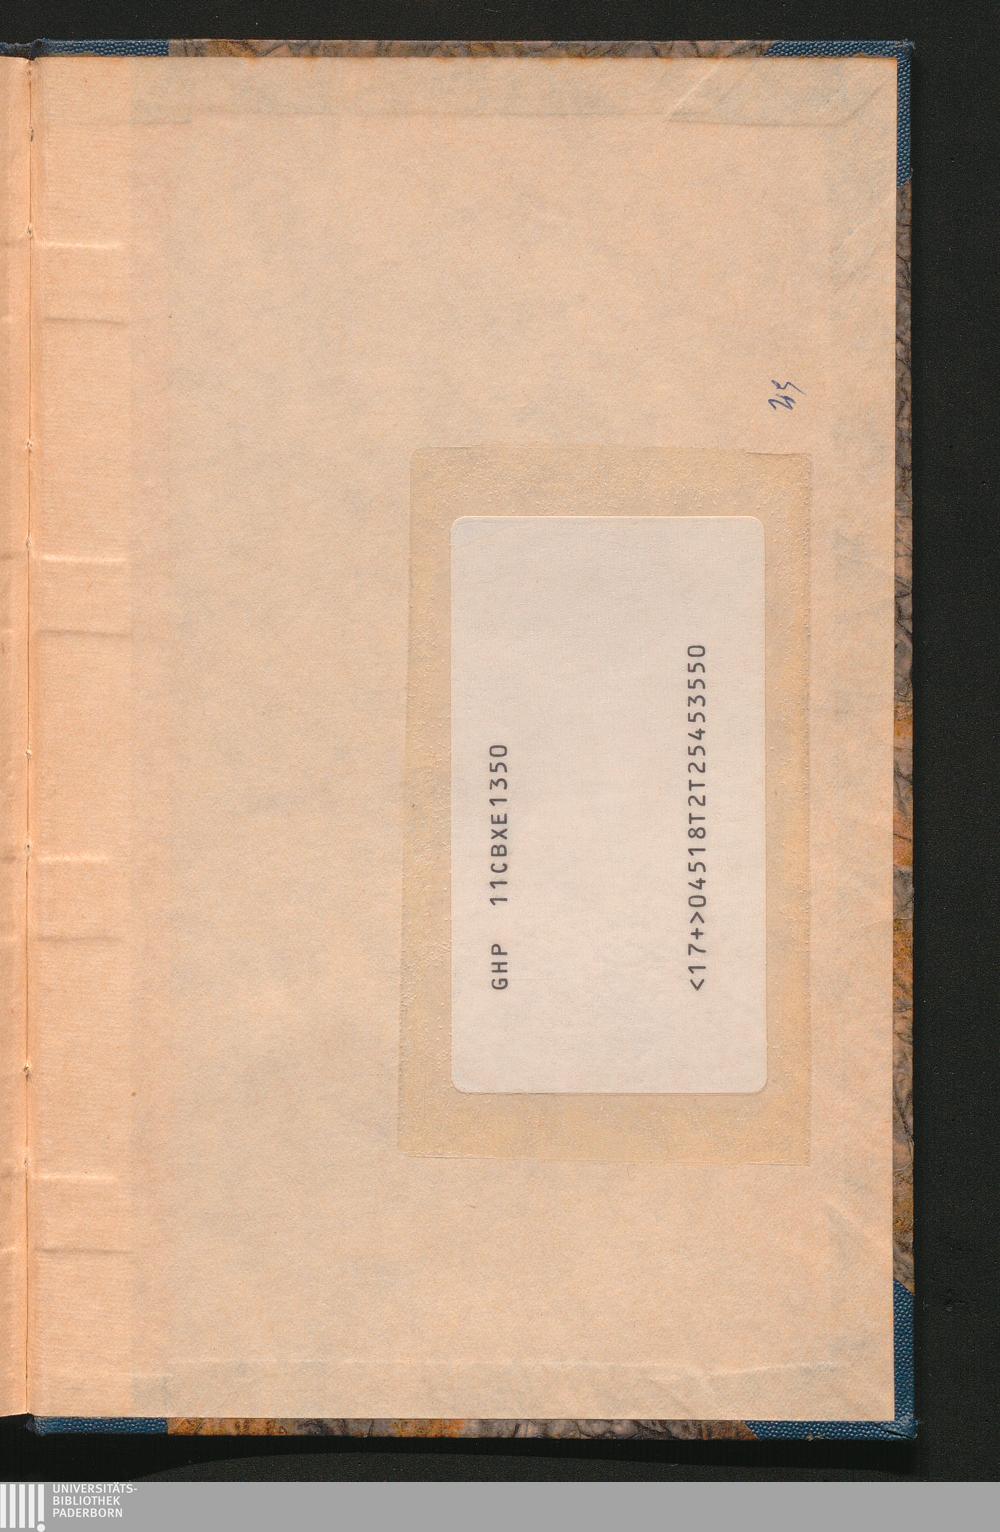 GHP 11CBXE1350
<17+>04518T2T25453550
UNIVERSITÄTS-
BIBLIOTHEK
PADERBORN